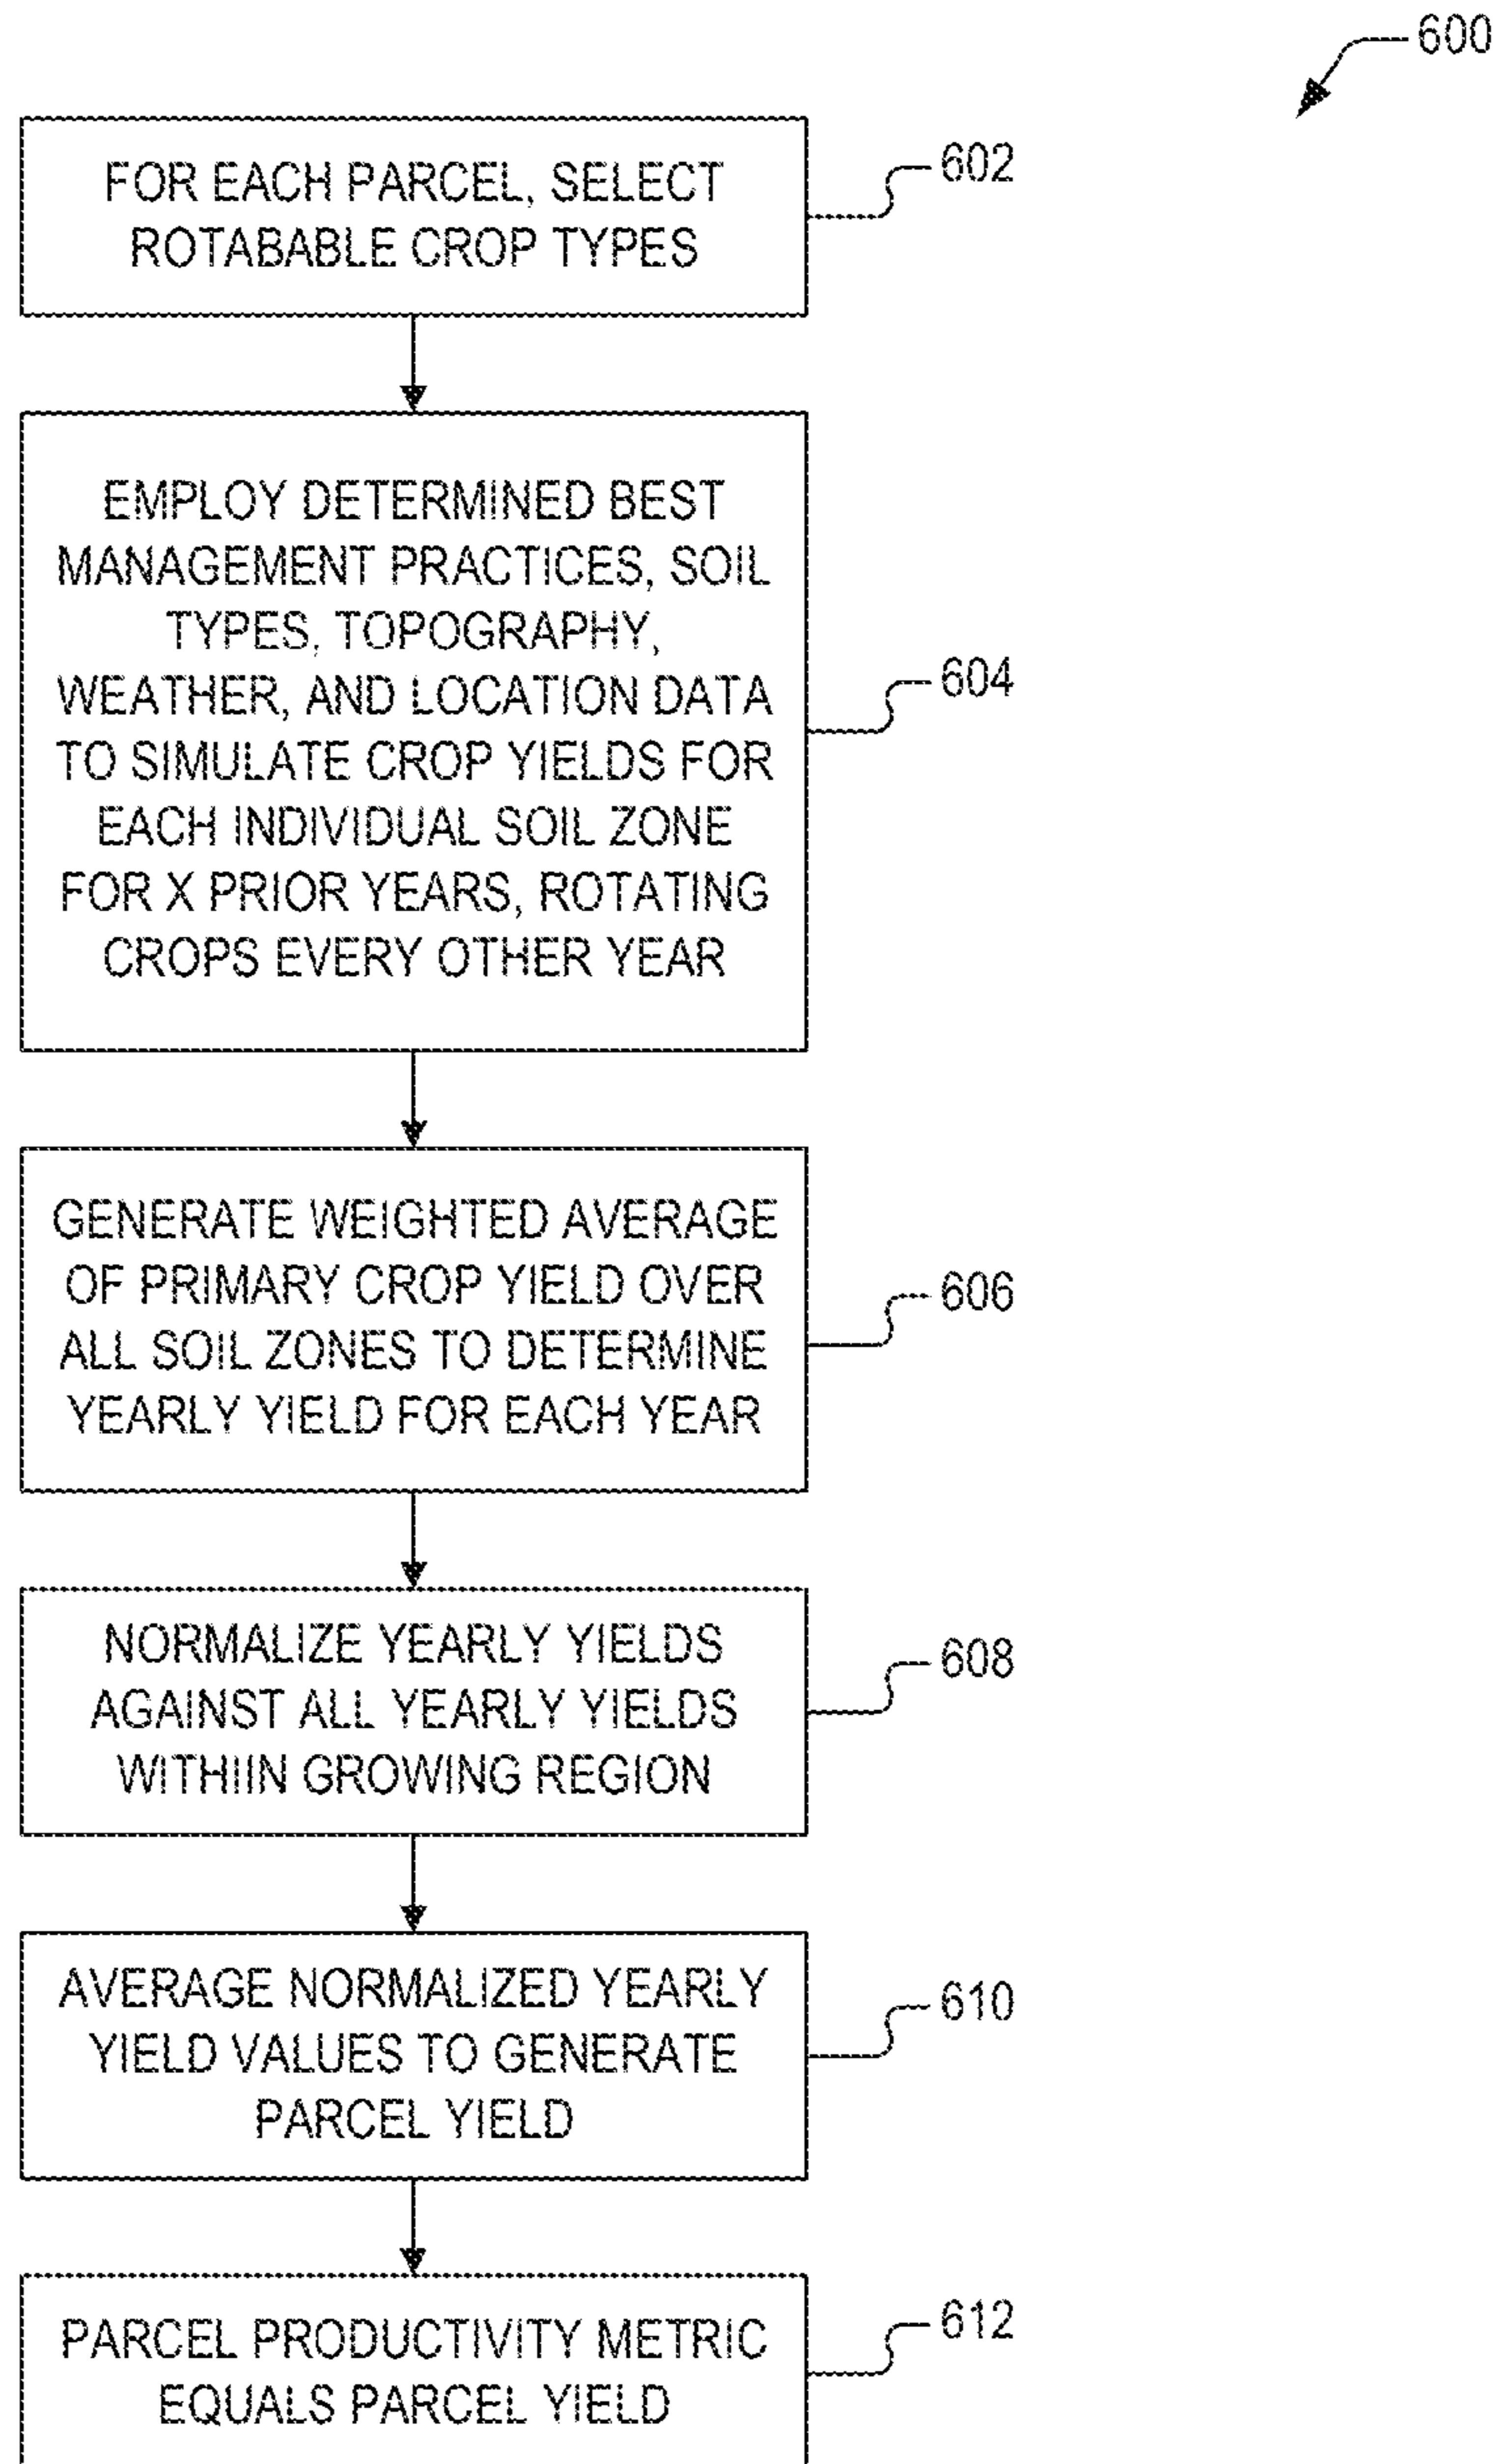 600
FOR EACH PARCEL, SELECT
ROTABABLE CROP TYPES
602
EMPLOY DETERMINED BEST
MANAGEMENT PRACTICES, SOIL
TYPES, TOPOGRAPHY,
WEATHER, AND LOCATION DATA
TO SIMULATE CROP YIELDS FOR
EACH INDIVIDUAL SOIL ZONE
FOR X PRIOR YEARS, ROTATING
CROPS EVERY OTHER YEAR
604
GENERATE WEIGHTED AVERAGE
OF PRIMARY CROP YIELD OVER
ALL SOIL ZONES TO DETERMINE
YEARLY YIELD FOR EACH YEAR
606
NORMALIZE YEARLY YIELDS
AGAINST ALL YEARLY YIELDS
WITHIIN GROWING REGION
608
AVERAGE NORMALIZED YEARLY
YIELD VALUES TO GENERATE
PARCEL YIELD
610
PARCEL PRODUCTIVITY METRIC
EQUALS PARCEL YIELD
612